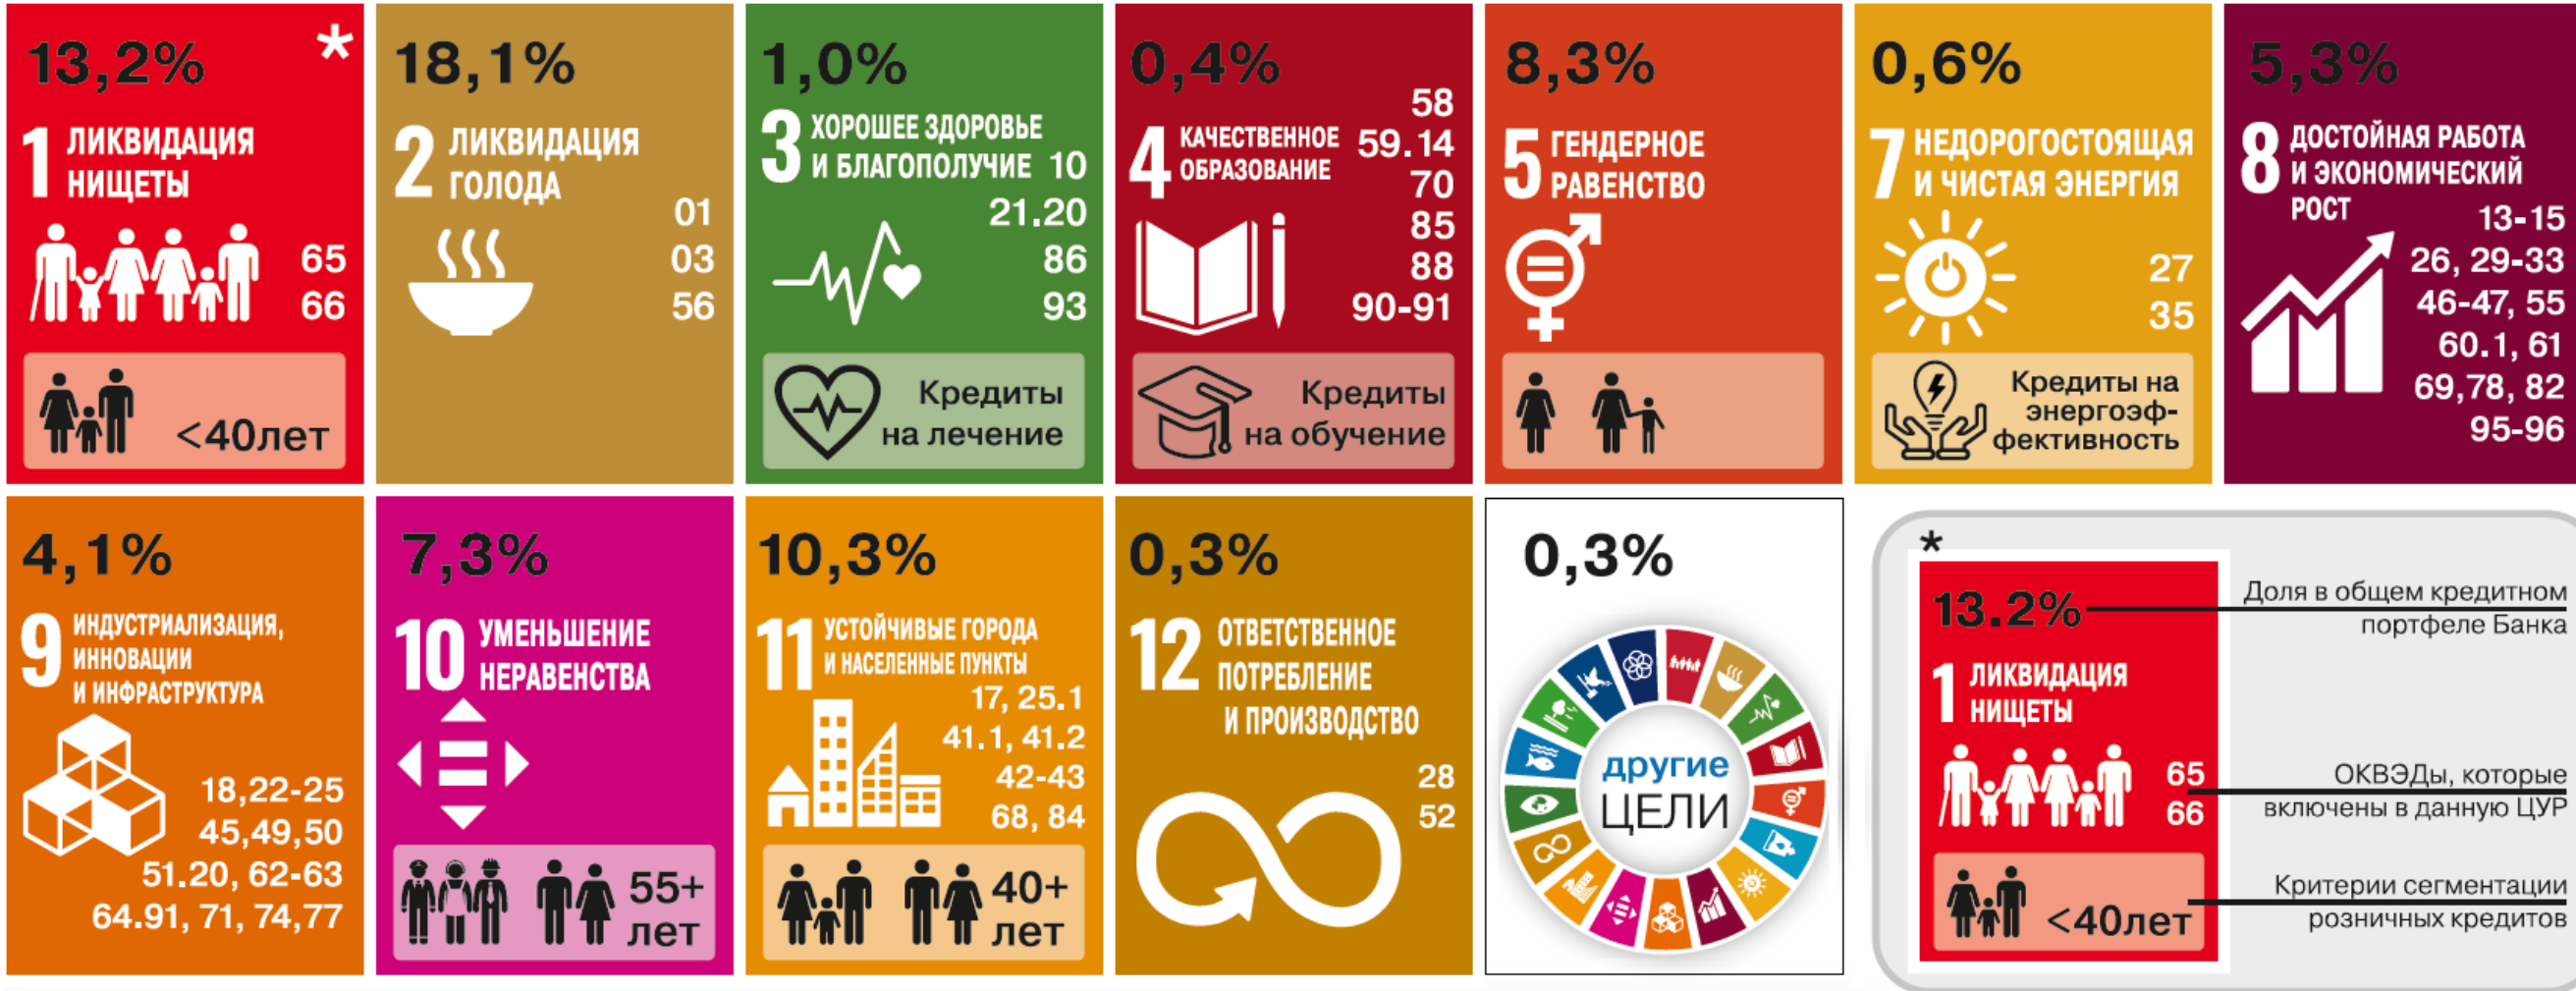 13,2%
*
1 ЛИКВИДАЦИЯ
НИЩЕТЫ
65
66
<40лет
18,1%
2 ЛИКВИДАЦИЯ
ГОЛОДА
01
03
56
1,0%
3 ХОРОШЕЕ ЗДОРОВЬЕ
И БЛАГОПОЛУЧИЕ 10
21.20
86
93
Кредиты
на лечение
0,4%
4 КАЧЕСТВЕННОЕ
ОБРАЗОВАНИЕ
58
59.14
70
85
88
90-91
Кредиты
на обучение
8,3%
5 ГЕНДЕРНОЕ
РАВЕНСТВО
0,6%
7 НЕДОРОГОСТОЯЩАЯ
И ЧИСТАЯ ЭНЕРГИЯ
27
35
Кредиты на
энергоэф-
фективность
5,3%
8 ДОСТОЙНАЯ РАБОТА
И ЭКОНОМИЧЕСКИЙ
РОСТ
13-15
26, 29-33
46-47, 55
60.1, 61
69,78, 82
95-96
4,1%
9 ИНДУСТРИАЛИЗАЦИЯ,
ИННОВАЦИИ
И ИНФРАСТРУКТУРА
18,22-25
45,49,50
51.20, 62-63
64.91, 71, 74,77
7,3%
10 УМЕНЬШЕНИЕ
НЕРАВЕНСТВА
55+
лет
10,3%
11 УСТОЙЧИВЫЕ ГОРОДА
И НАСЕЛЕННЫЕ ПУНКТЫ
17, 25.1
41.1, 41.2
42-43
68, 84
40+
лет
0,3%
12 ОТВЕТСТВЕННОЕ
ПОТРЕБЛЕНИЕ
И ПРОИЗВОДСТВО
28
52
0,3%
другие
ЦЕЛИ
*
13.2%
1 ЛИКВИДАЦИЯ
НИЩЕТЫ
65
66
<40лет
Доля в общем кредитном
портфеле Банка
ОКВЭДы, которые
включены в данную ЦУР
Критерии сегментации
розничных кредитов